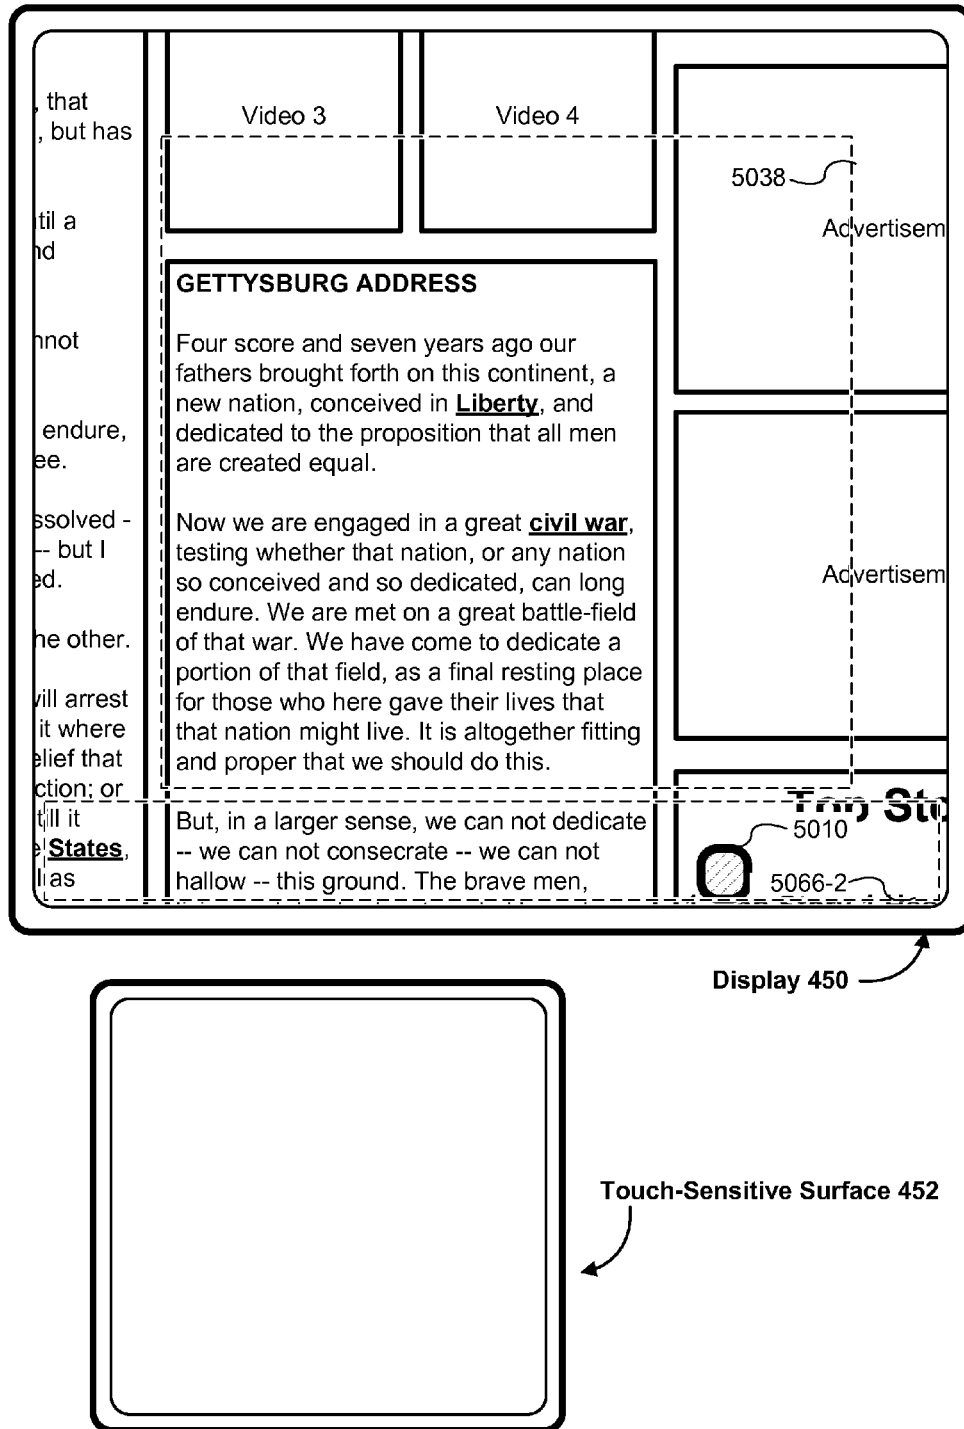 , that
, but has
til a
nnot
endure,
ee.
ssolved -
-- but I
ed.
he other.
will arrest
it where
elief that
ction; or
till it
States,
as
Video 3
Video 4
GETTYSBURG ADDRESS
Four score and seven years ago our
fathers brought forth on this continent, a
new nation, conceived in Liberty, and
dedicated to the proposition that all men
are created equal.
Now we are engaged in a great civil war,
testing whether that nation, or any nation
so conceived and so dedicated, can long
endure. We are met on a great battle-field
of that war. We have come to dedicate a
portion of that field, as a final resting place
for those who here gave their lives that
that nation might live. It is altogether fitting
and proper that we should do this.
But, in a larger sense, we can not dedicate
-- we can not consecrate -- we can not
hallow -- this ground. The brave men,
5038
Advertisem
Advertisem
Top Sto
5010
5066-2
Display 450
Touch-Sensitive Surface 452